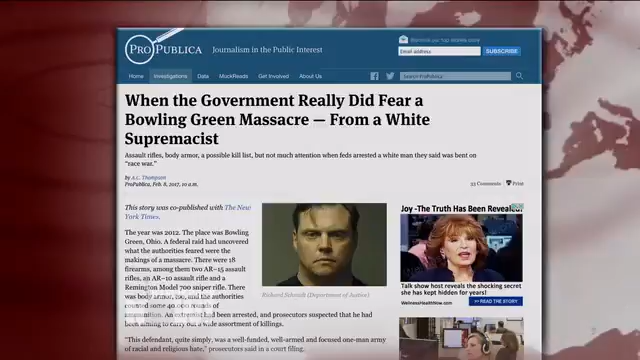 PROPUBLICA
Journalism in the Public Interest
Receive our top stories daily
Email address
SUBSCRIBE
Home Investigations Data MuckReads Get Involved About Us
Search ProPublica
When the Government Really Did Fear a
Bowling Green Massacre — From a White
Supremacist
Assault rifles, body armor, a possible kill list, but not much attention when feds arrested a white man they said was bent on
“race war.”
by A.C. Thompson
ProPublica, Feb. 8, 2017, 10 a.m.
33 Comments Print
This story was co-published with The New
York Times.
The year was 2012. The place was Bowling
Green, Ohio. A federal raid had uncovered
what the authorities feared were the
makings of a massacre. There were 18
firearms, among them two AR-15 assault
rifles, an AR-10 assault rifle and a
Remington Model 700 sniper rifle. There
was body armor, too, and the authorities
counted some 40,000 rounds of
ammunition. An extremist had been arrested, and prosecutors suspected that he had
been aiming to carry out a wide assortment of killings.
“This defendant, quite simply, was a well-funded, well-armed and focused one-man army
of racial and religious hate,” prosecutors said in a court filing.
Richard Schmidt (Department of Justice)
Joy -The Truth Has Been Revealed!
Talk show host reveals the shocking secret
she has kept hidden for years!
WellnessHealthNow.com
>> READ THE STORY